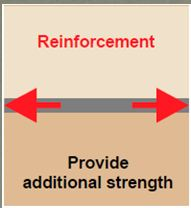 Reinforcement
Provide
additional strength